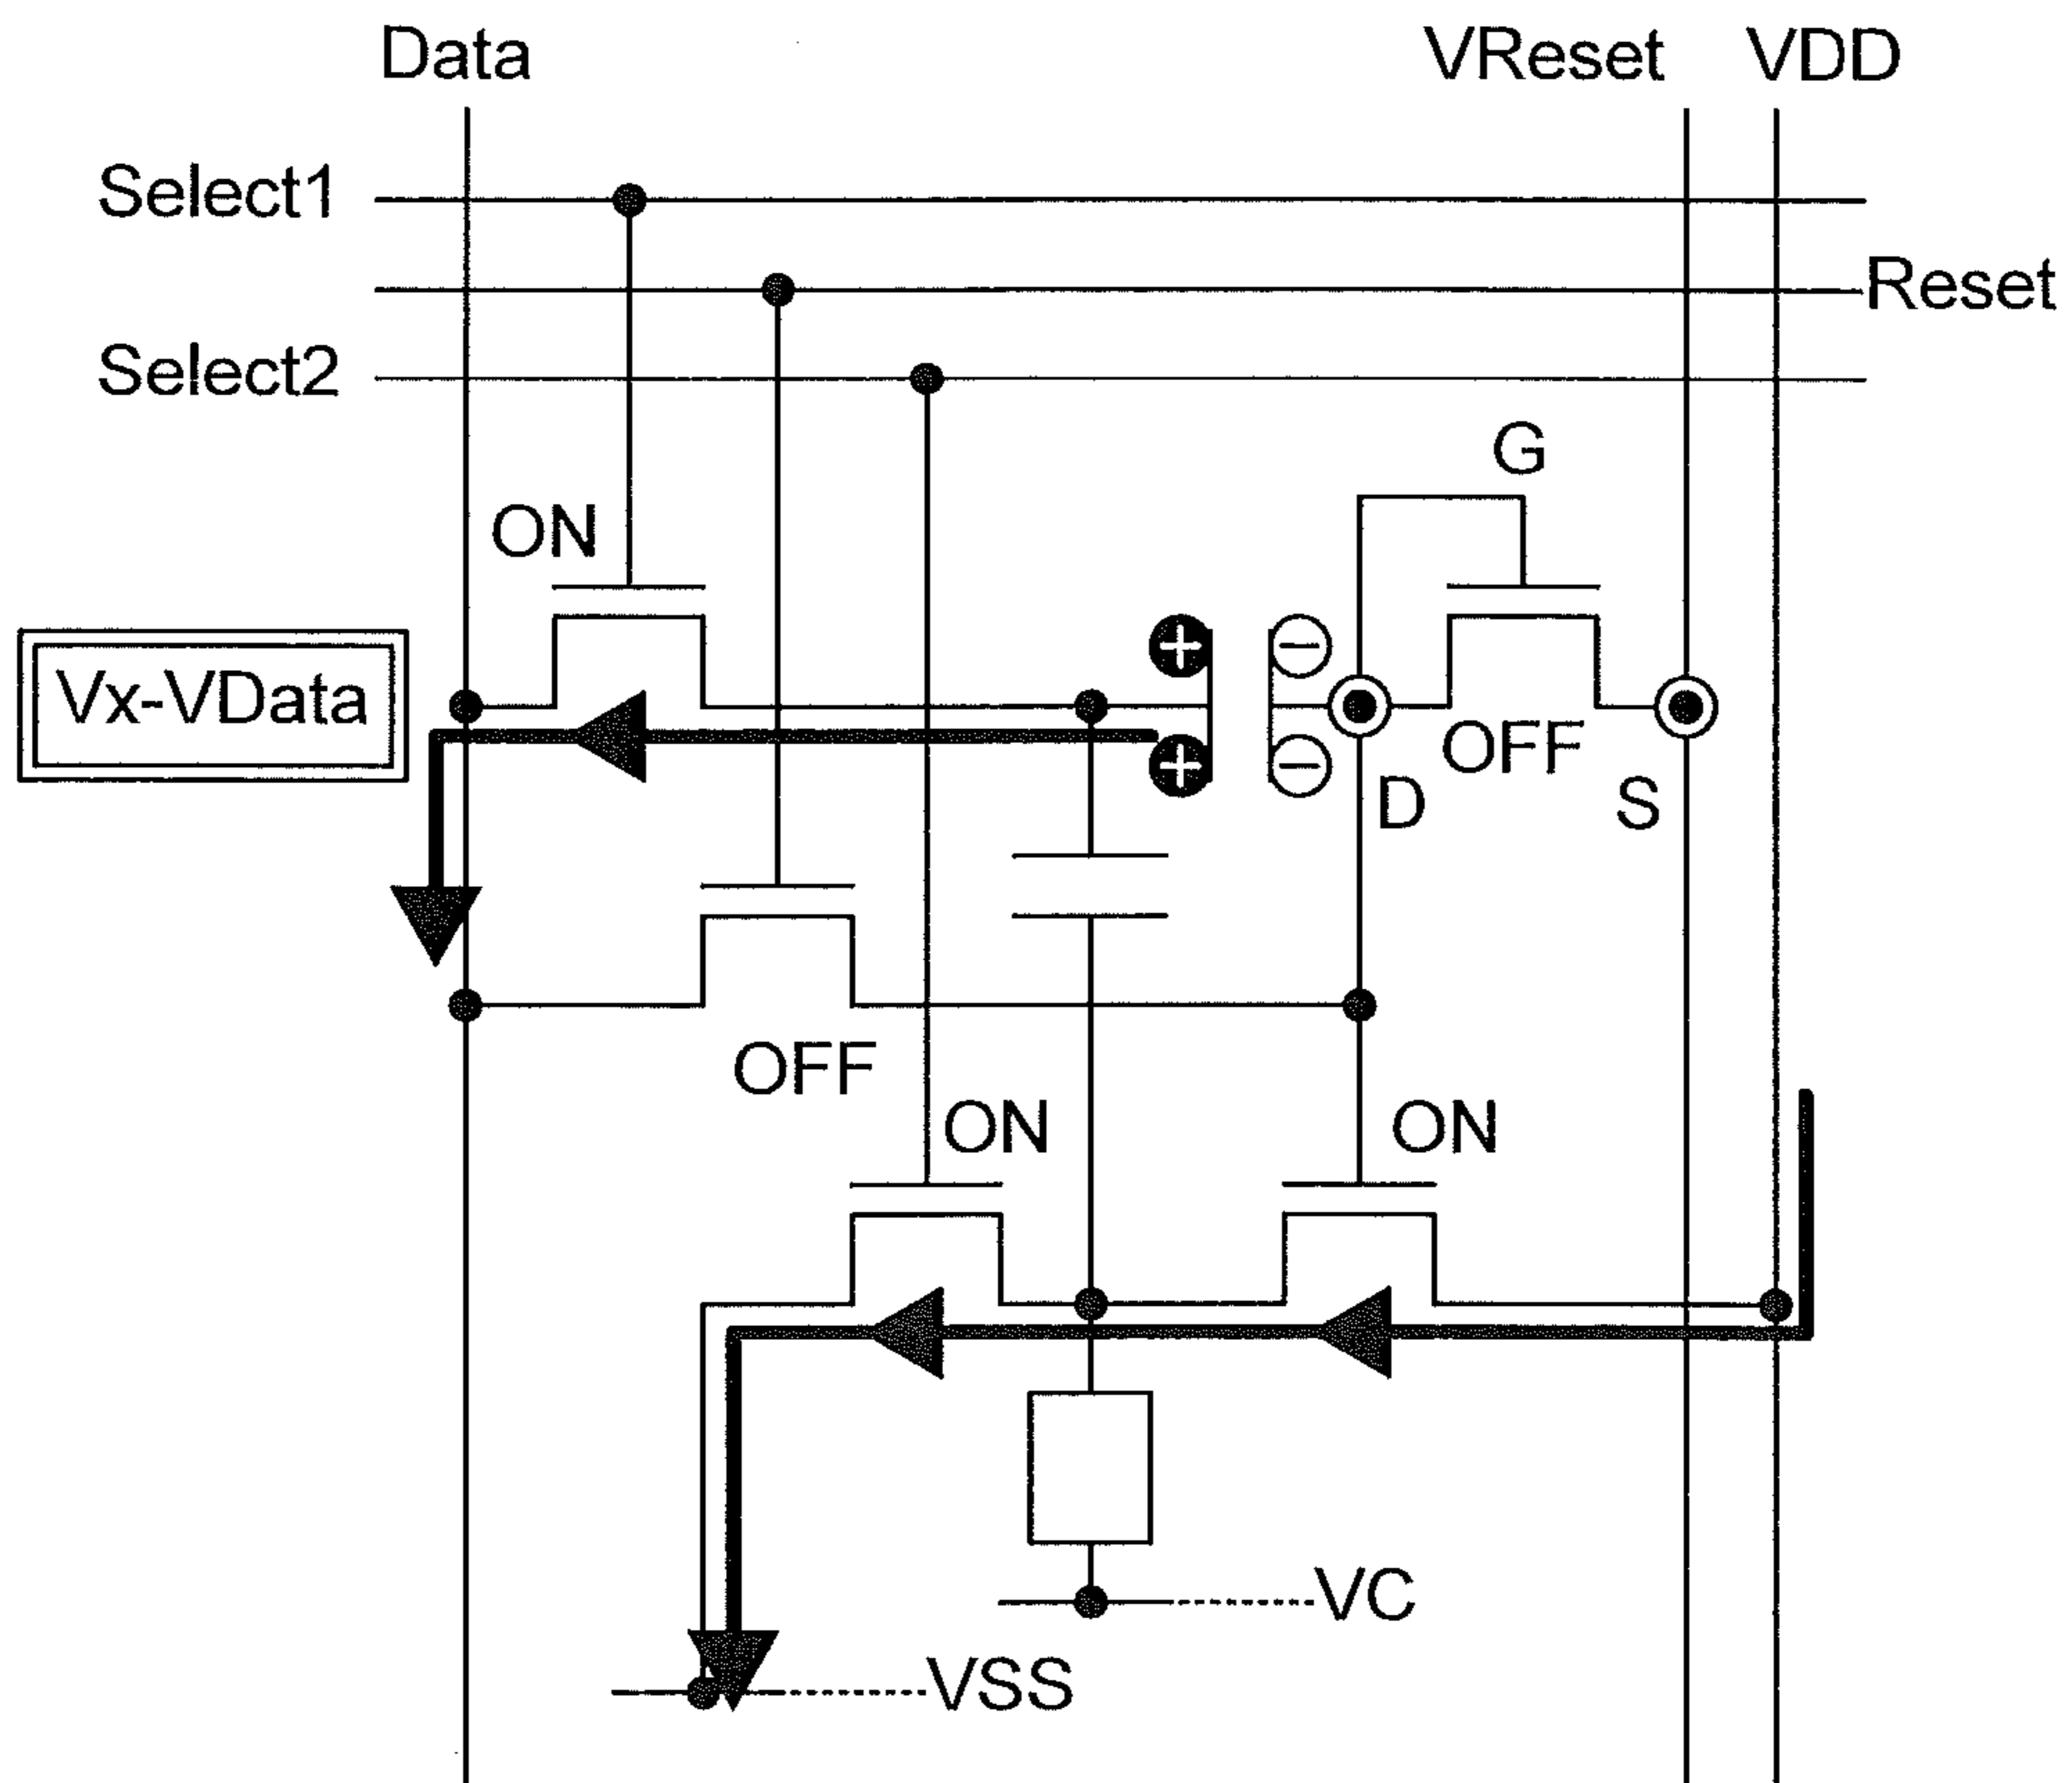 Data
VReset
VDD
Select1
Reset
Select2
G
ON
Vx-VData
+
−
OFF
+
−
D
S
OFF
ON
ON
VC
VSS